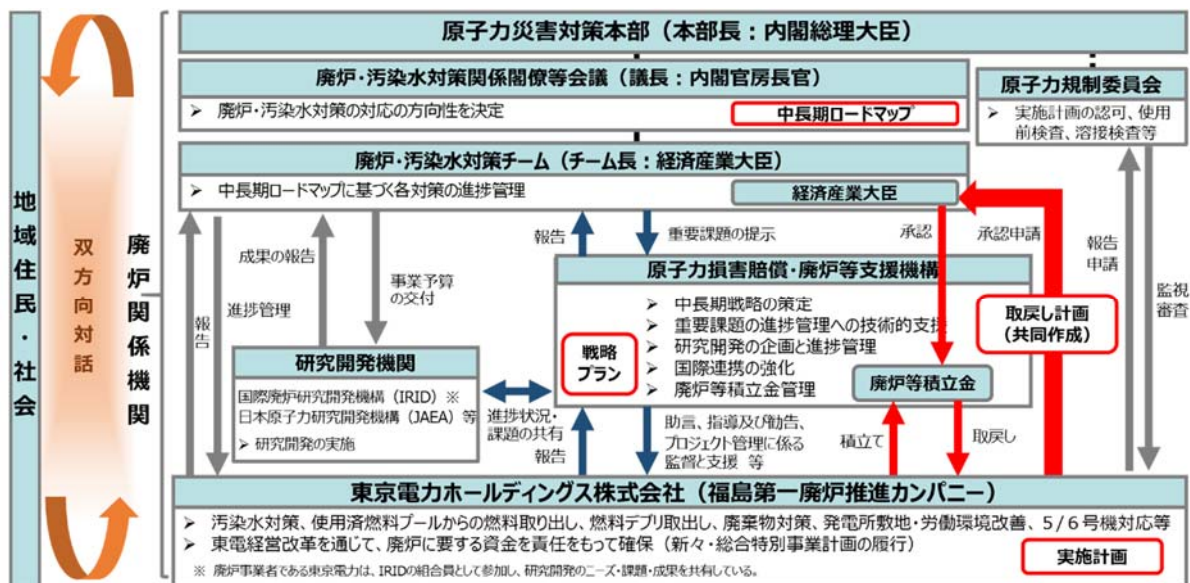 原子力災害対策本部（本部長：内閣総理大臣）
廃炉・汚染水対策関係閣僚等会議（議長：内閣官房長官）
➢ 廃炉・汚染水対策の対応の方向性を決定
中長期ロードマップ
原子力規制委員会
➢ 実施計画の認可、使用
前検査、溶接検査等
廃炉・汚染水対策チーム（チーム長：経済産業大臣）
➢ 中長期ロードマップに基づく各対策の進捗管理
経済産業大臣
地域住民・社会
双方向対話
廃炉関係機関
報告
進捗管理
成果の報告
事業予算
の交付
報告
重要課題の提示
承認
承認申請
報告
申請
監視
審査
原子力損害賠償・廃炉等支援機構
➢ 中長期戦略の策定
➢ 重要課題の進捗管理への技術的支援
➢ 研究開発の企画と進捗管理
➢ 国際連携の強化
➢ 廃炉等積立金管理
戦略
プラン
廃炉等積立金
取戻し計画
（共同作成）
研究開発機関
国際廃炉研究開発機構（IRID）※
日本原子力研究開発機構（JAEA）等
➢ 研究開発の実施
進捗状況・
課題の共有
報告
助言、指導及び勧告、
プロジェクト管理に係る
監督と支援 等
積立て
取戻し
東京電力ホールディングス株式会社（福島第一廃炉推進カンパニー）
➢ 汚染水対策、使用済燃料プールからの燃料取り出し、燃料デブリ取出し、廃棄物対策、発電所敷地・労働環境改善、5/6号機対応等
➢ 東電経営改革を通じて、廃炉に要する資金を責任をもって確保（新々・総合特別事業計画の履行）
実施計画
※ 廃炉事業者である東京電力は、IRIDの組合員として参加し、研究開発のニーズ・課題・成果を共有している。